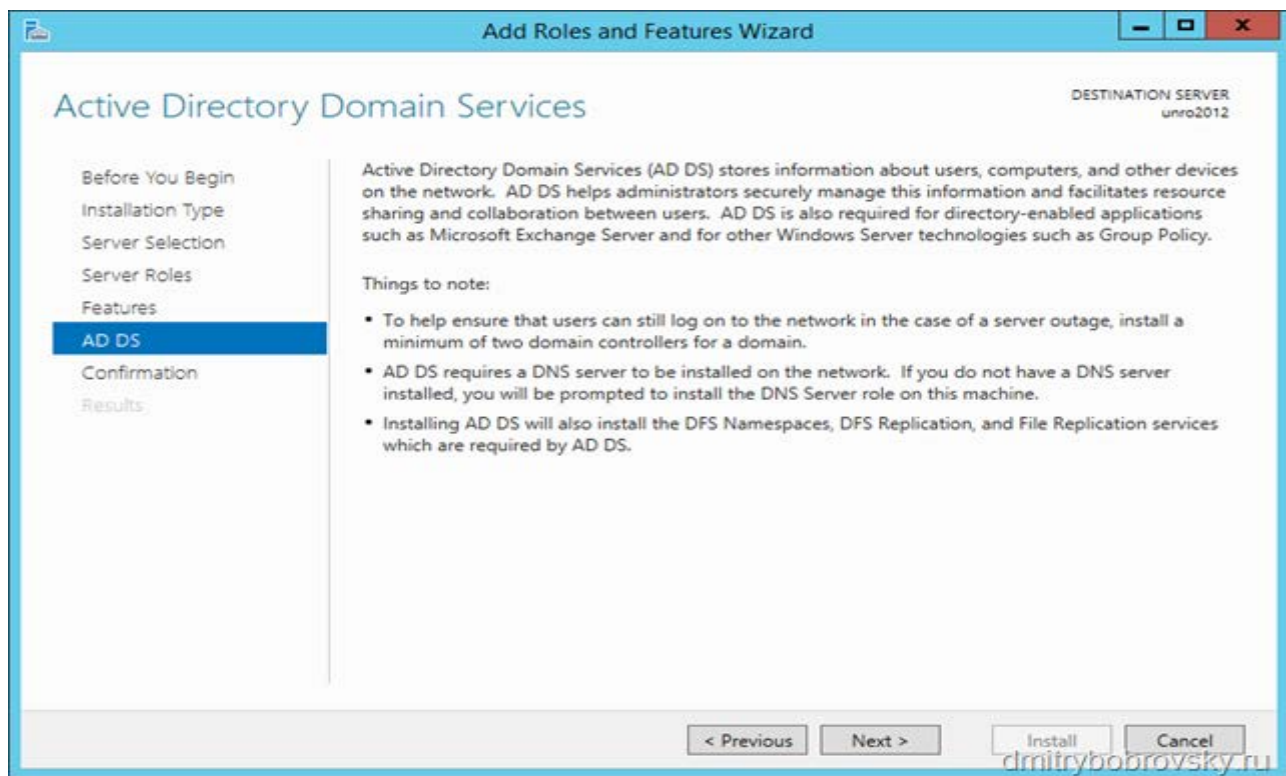 Add Roles and Features Wizard
Active Directory Domain Services
DESTINATION SERVER
unro2012
Before You Begin
Installation Type
Server Selection
Server Roles
Features
AD DS
Confirmation
Results
Active Directory Domain Services (AD DS) stores information about users, computers, and other devices
on the network. AD DS helps administrators securely manage this information and facilitates resource
sharing and collaboration between users. AD DS is also required for directory-enabled applications
such as Microsoft Exchange Server and for other Windows Server technologies such as Group Policy.
Things to note:
• To help ensure that users can still log on to the network in the case of a server outage, install a
minimum of two domain controllers for a domain.
• AD DS requires a DNS server to be installed on the network. If you do not have a DNS server
installed, you will be prompted to install the DNS Server role on this machine.
• Installing AD DS will also install the DFS Namespaces, DFS Replication, and File Replication services
which are required by AD DS.
< Previous
Next >
Install
Cancel
dmitrybobrovsky.ru